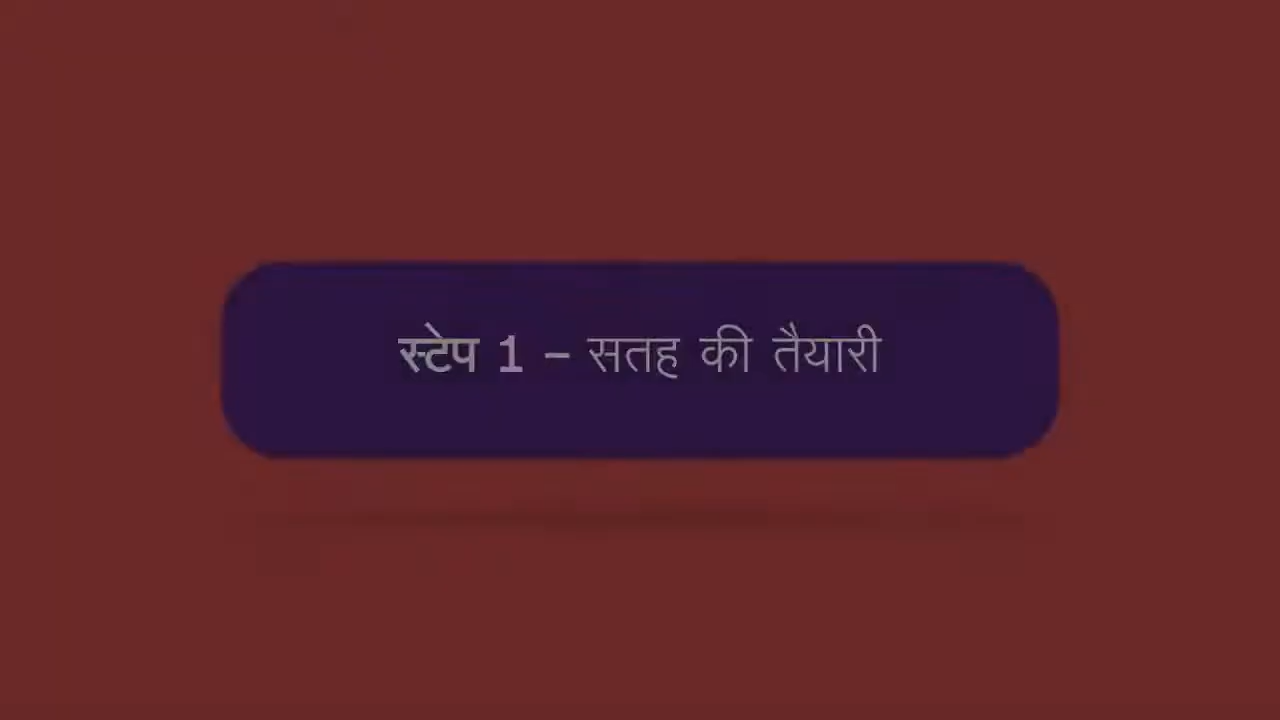 स्टेप 1 – सतह की तैयारी